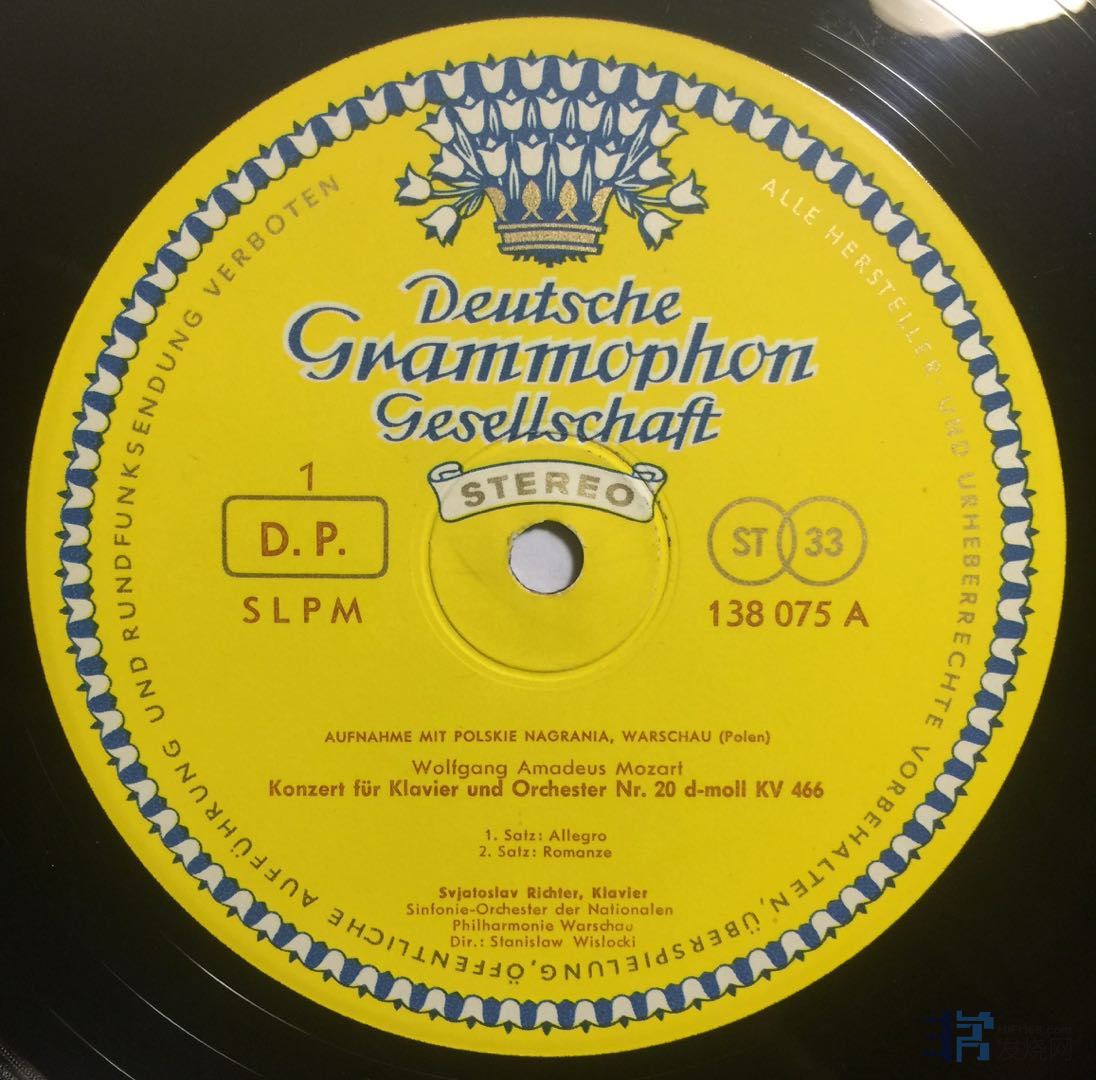 Deutsche
Grammophon
Gesellschaft
STEREO
1
D. P.
SLPM
ST 33
138 075 A
AUFNAHME MIT POLSKIE NAGRANIA, WARSCHAU (Polen)
Wolfgang Amadeus Mozart
Konzert für Klavier und Orchester Nr. 20 d-moll KV 466
1. Satz: Allegro
2. Satz: Romanze
Svjatoslav Richter, Klavier
Sinfonie-Orchester der Nationalen
Philharmonie Warschau
Dir.: Stanislaw Wislocki
ALLE HERSTELLER- UND URHEBERRECHTE VORBEHALTEN, ÜBERSPIELUNG, ÖFFENTLICHE AUFFÜHRUNG UND RUNDFUNKSENDUNG VERBOTEN
发烧网